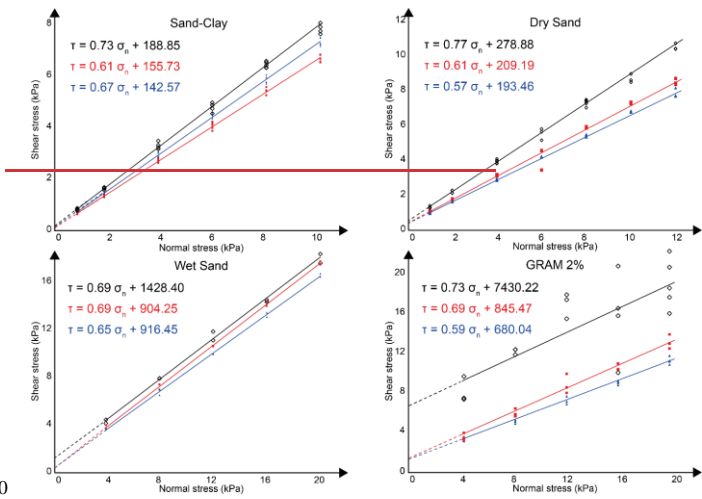 Sand-Clay
τ = 0.73 σn + 188.85
τ = 0.61 σn + 155.73
τ = 0.67 σn + 142.57
Shear stress (kPa)
8
6
4
2
0
0 2 4 6 8 10
Normal stress (kPa)
Dry Sand
τ = 0.77 σn + 278.88
τ = 0.61 σn + 209.19
τ = 0.57 σn + 193.46
Shear stress (kPa)
12
8
6
4
2
0
0 2 4 6 8 10 12
Normal stress (kPa)
Wet Sand
τ = 0.69 σn + 1428.40
τ = 0.69 σn + 904.25
τ = 0.65 σn + 916.45
Shear stress (kPa)
16
12
8
4
0 4 8 12 16 20
Normal stress (kPa)
GRAM 2%
τ = 0.73 σn + 7430.22
τ = 0.69 σn + 845.47
τ = 0.59 σn + 680.04
Shear stress (kPa)
20
16
12
8
4
0
0 4 8 12 16 20
Normal stress (kPa)
0